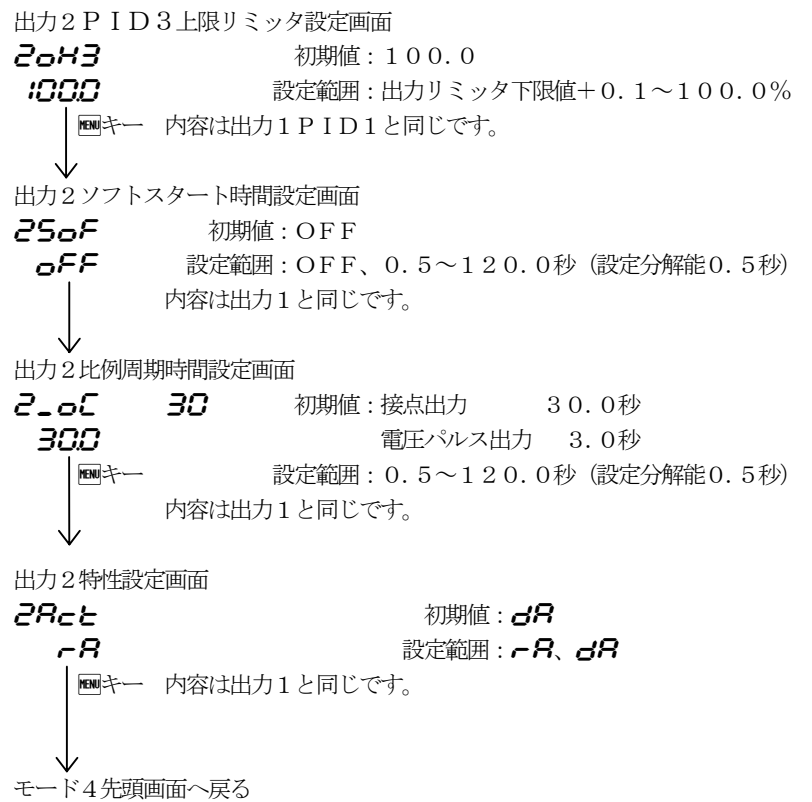 出力2PID3上限リミッタ設定画面
2oH3 初期値:100.0
100.0 設定範囲:出力リミッタ下限値+0.1~100.0%
MENUキー 内容は出力1PID1と同じです。
出力2ソフトスタート時間設定画面
2SoF 初期値:OFF
oFF 設定範囲:OFF、0.5~120.0秒(設定分解能0.5秒)
内容は出力1と同じです。
出力2比例周期時間設定画面
2_oC 30 初期値:接点出力 30.0秒
30.0 電圧パルス出力 3.0秒
MENUキー 設定範囲:0.5~120.0秒(設定分解能0.5秒)
内容は出力1と同じです。
出力2特性設定画面
2Act 初期値:dA
rA 設定範囲:rA、dA
MENUキー 内容は出力1と同じです。
モード4先頭画面へ戻る